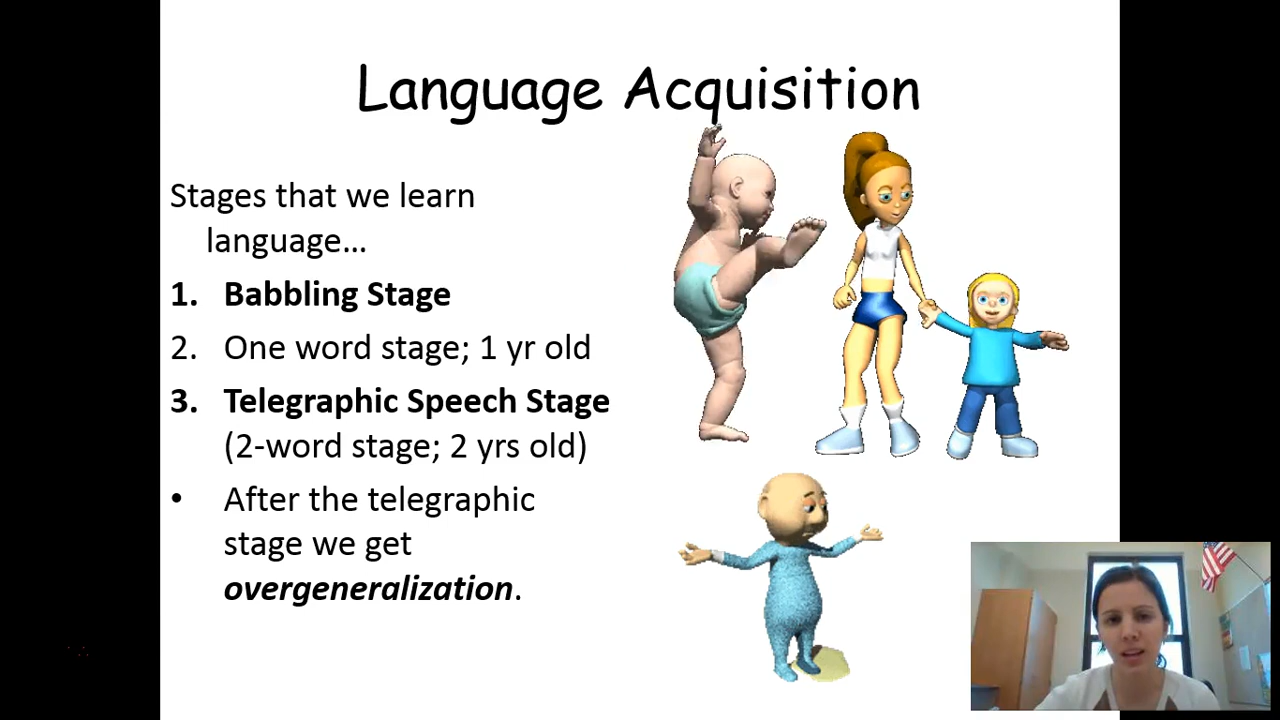 Language Acquisition
Stages that we learn
language…
1. Babbling Stage
2. One word stage; 1 yr old
3. Telegraphic Speech Stage
(2-word stage; 2 yrs old)
• After the telegraphic
stage we get
overgeneralization.